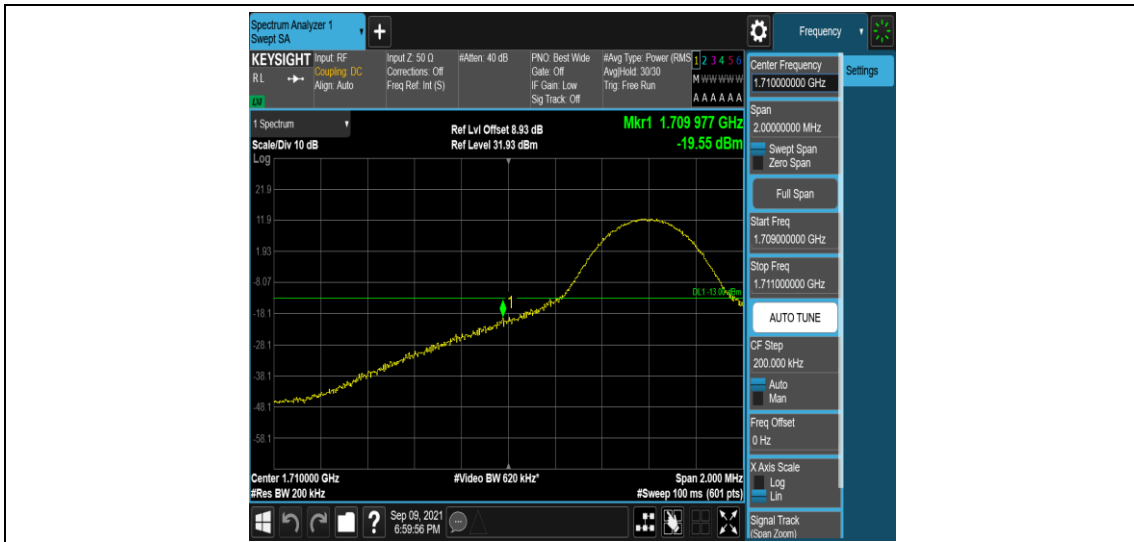 Spectrum Analyzer 1
Swept SA
Frequency
KEYSIGHT
RL
LXI
Input: RF
Coupling: DC
Align: Auto
Input Z: 50 Ω
Corrections: Off
Freq Ref: Int (S)
#Atten: 40 dB
PNO: Best Wide
Gate: Off
IF Gain: Low
Sig Track: Off
#Avg Type: Power (RMS
Avg|Hold: 30/30
Trig: Free Run
1 2 3 4 5 6
M W W W W W
A A A A A A
1 Spectrum
Scale/Div 10 dB
Log
Ref Lvl Offset 8.93 dB
Ref Level 31.93 dBm
Mkr1 1.709 977 GHz
-19.55 dBm
21.9
11.9
1.93
-8.07
-18.1
-28.1
-38.1
-48.1
-58.1
DL1 -13.00 dBm
1
Center 1.710000 GHz
#Res BW 200 kHz
#Video BW 620 kHz*
Span 2.000 MHz
#Sweep 100 ms (601 pts)
Sep 09, 2021
6:59:56 PM
Center Frequency
1.710000000 GHz
Settings
Span
2.00000000 MHz
Swept Span
Zero Span
Full Span
Start Freq
1.709000000 GHz
Stop Freq
1.711000000 GHz
AUTO TUNE
CF Step
200.000 kHz
Auto
Man
Freq Offset
0 Hz
X Axis Scale
Log
Lin
Signal Track
(Span Zoom)